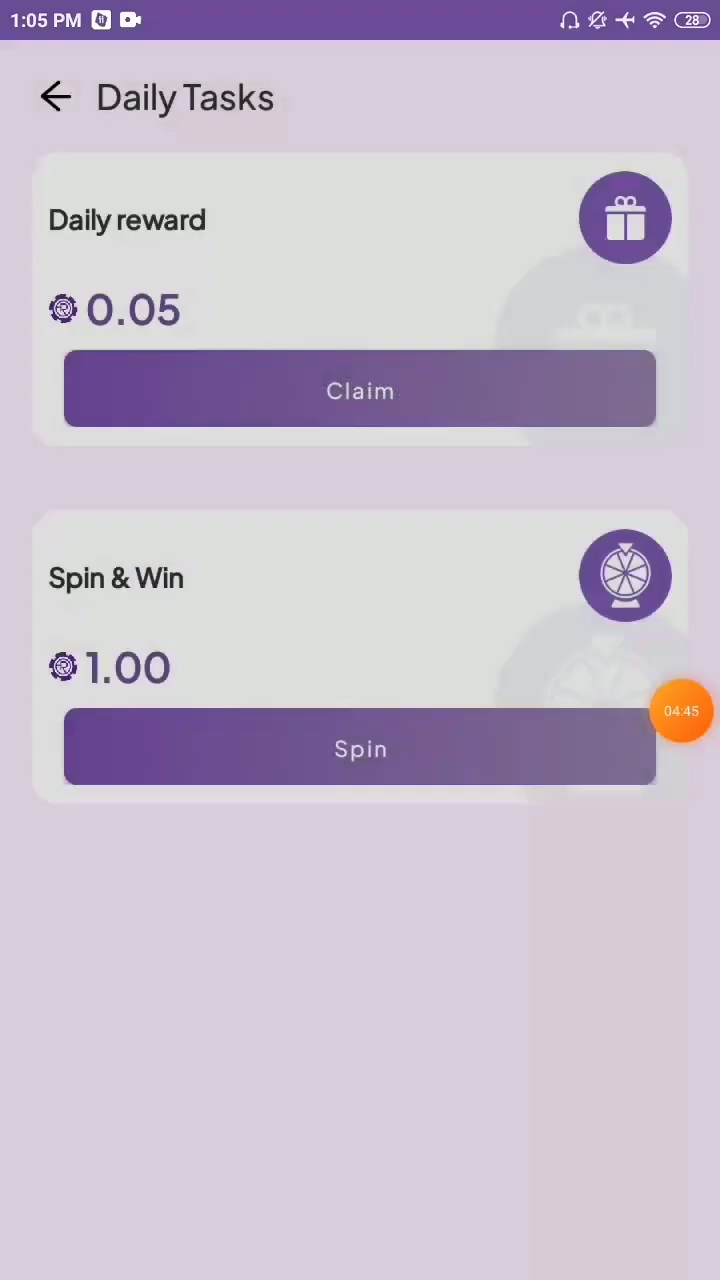 1:05 PM
28
Daily Tasks
Daily reward
0.05
Claim
Spin & Win
1.00
04:45
Spin